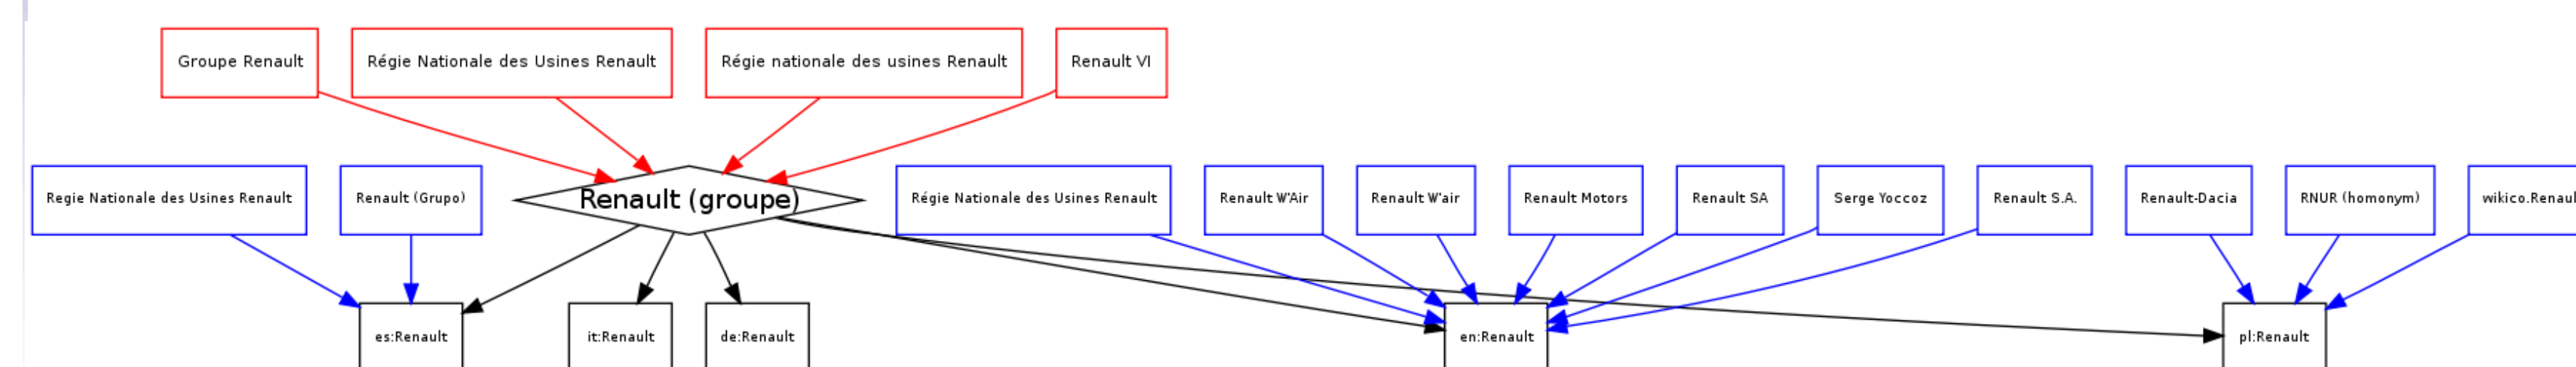 Groupe Renault
Régie Nationale des Usines Renault
Régie nationale des usines Renault
Renault VI
Regie Nationale des Usines Renault
Renault (Grupo)
Renault (groupe)
Régie Nationale des Usines Renault
Renault W'Air
Renault W'air
Renault Motors
Renault SA
Serge Yoccoz
Renault S.A.
Renault-Dacia
RNUR (homonym)
wikico.Renaul
es:Renault
it:Renault
de:Renault
en:Renault
pl:Renault